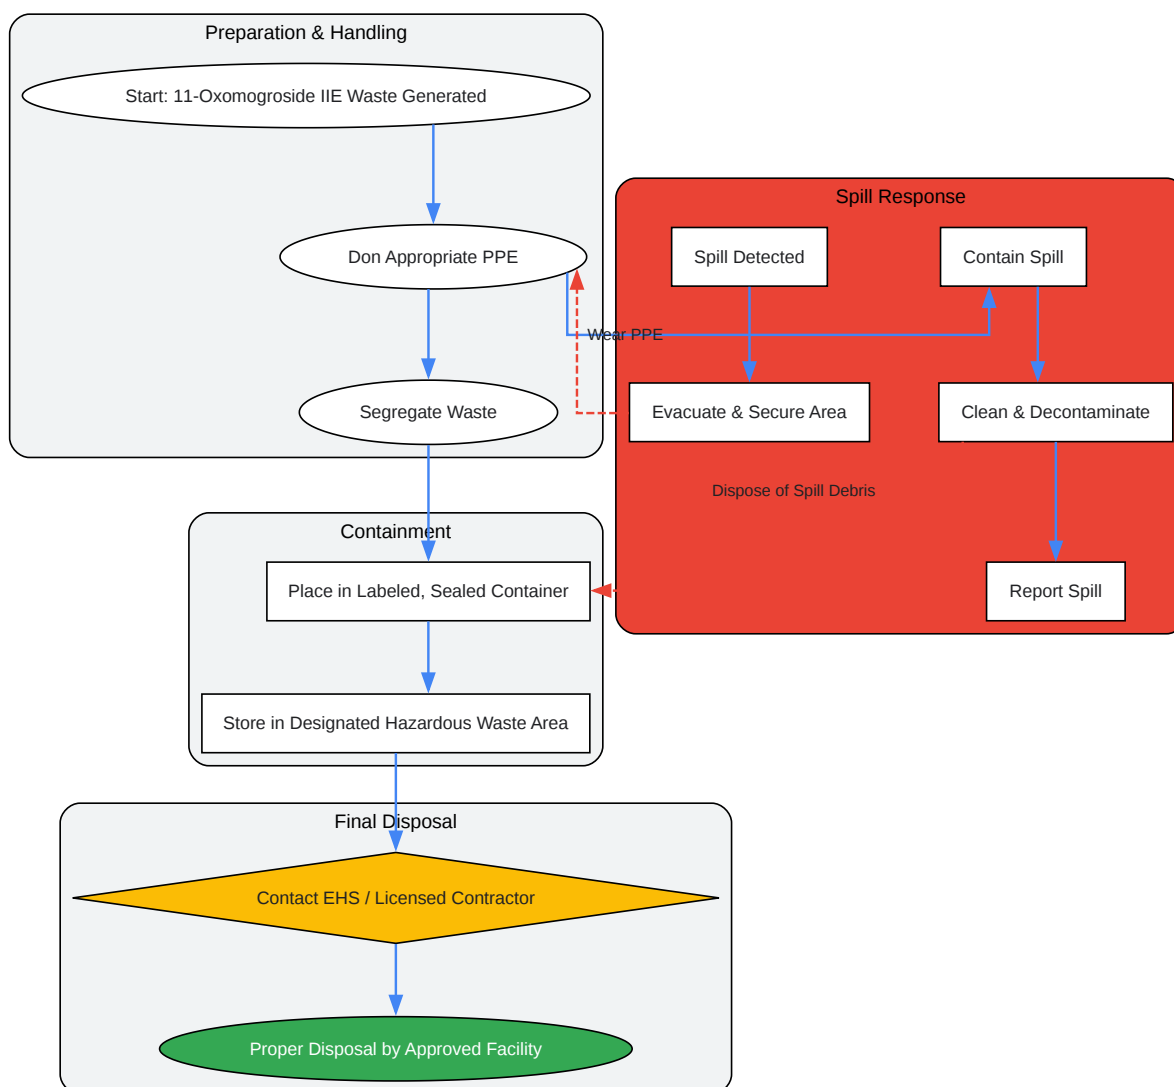 Preparation & Handling
Start: 11-Oxomogroside IIE Waste Generated
Don Appropriate PPE
Segregate Waste
Spill Response
Spill Detected
Contain Spill
Wear PPE
Evacuate & Secure Area
Clean & Decontaminate
Dispose of Spill Debris
Report Spill
Containment
Place in Labeled, Sealed Container
Store in Designated Hazardous Waste Area
Final Disposal
Contact EHS / Licensed Contractor
Proper Disposal by Approved Facility